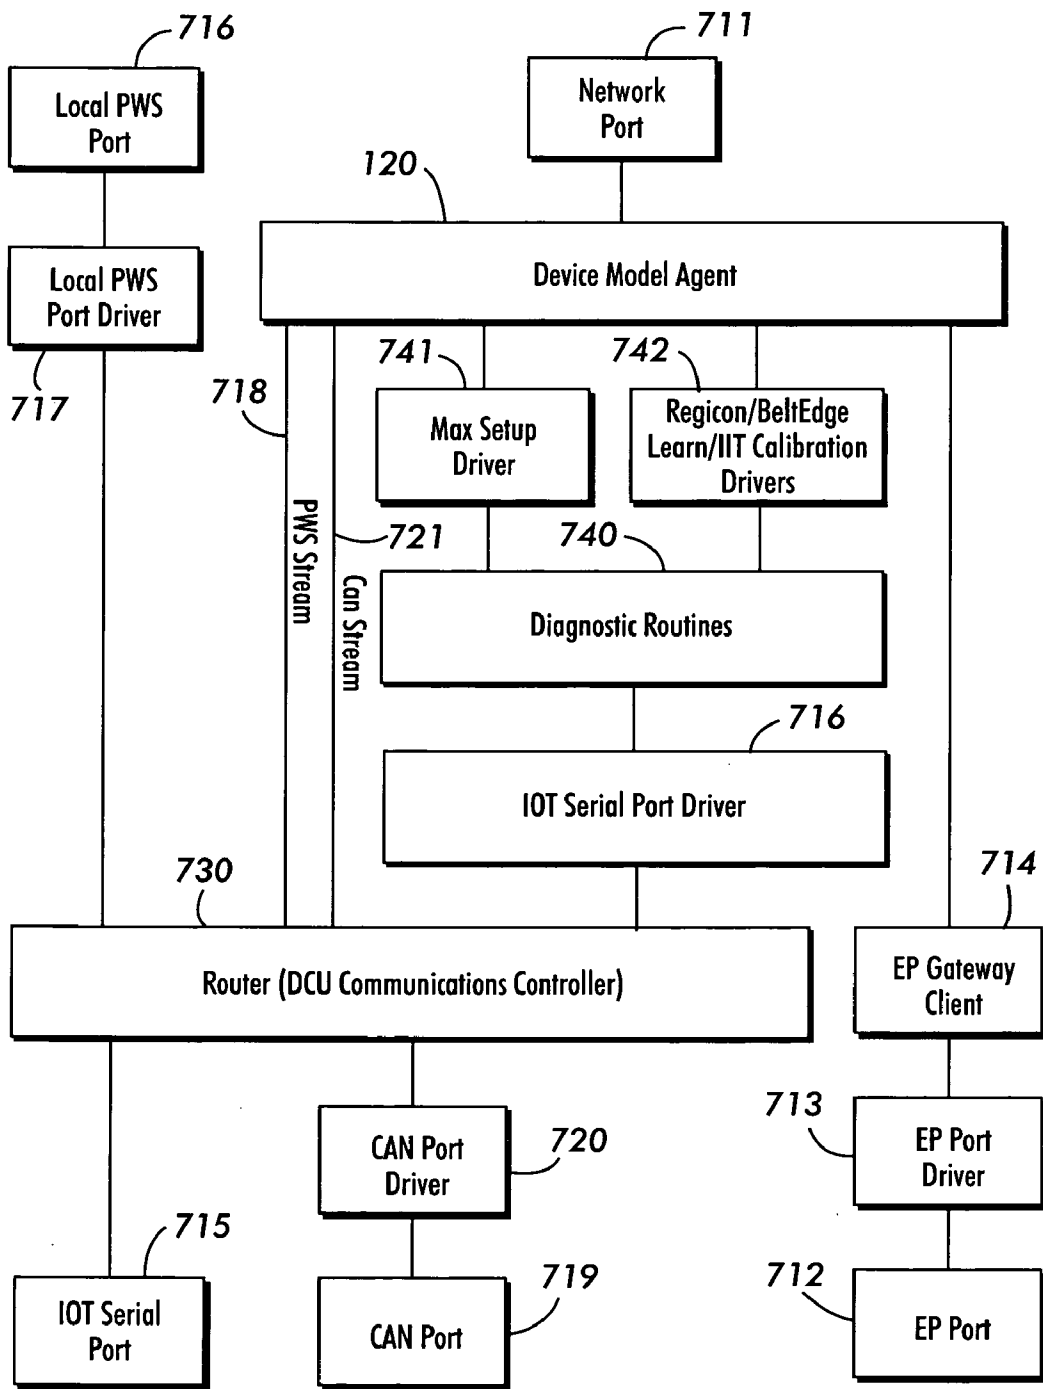 716
Local PWS
Port
711
Network
Port
120
Device Model Agent
Local PWS
Port Driver
717
718
PWS Stream
721
Can Stream
741
Max Setup
Driver
742
Regicon/BeltEdge
Learn/IIT Calibration
Drivers
740
Diagnostic Routines
716
IOT Serial Port Driver
730
Router (DCU Communications Controller)
714
EP Gateway
Client
713
EP Port
Driver
720
CAN Port
Driver
715
IOT Serial
Port
719
CAN Port
712
EP Port